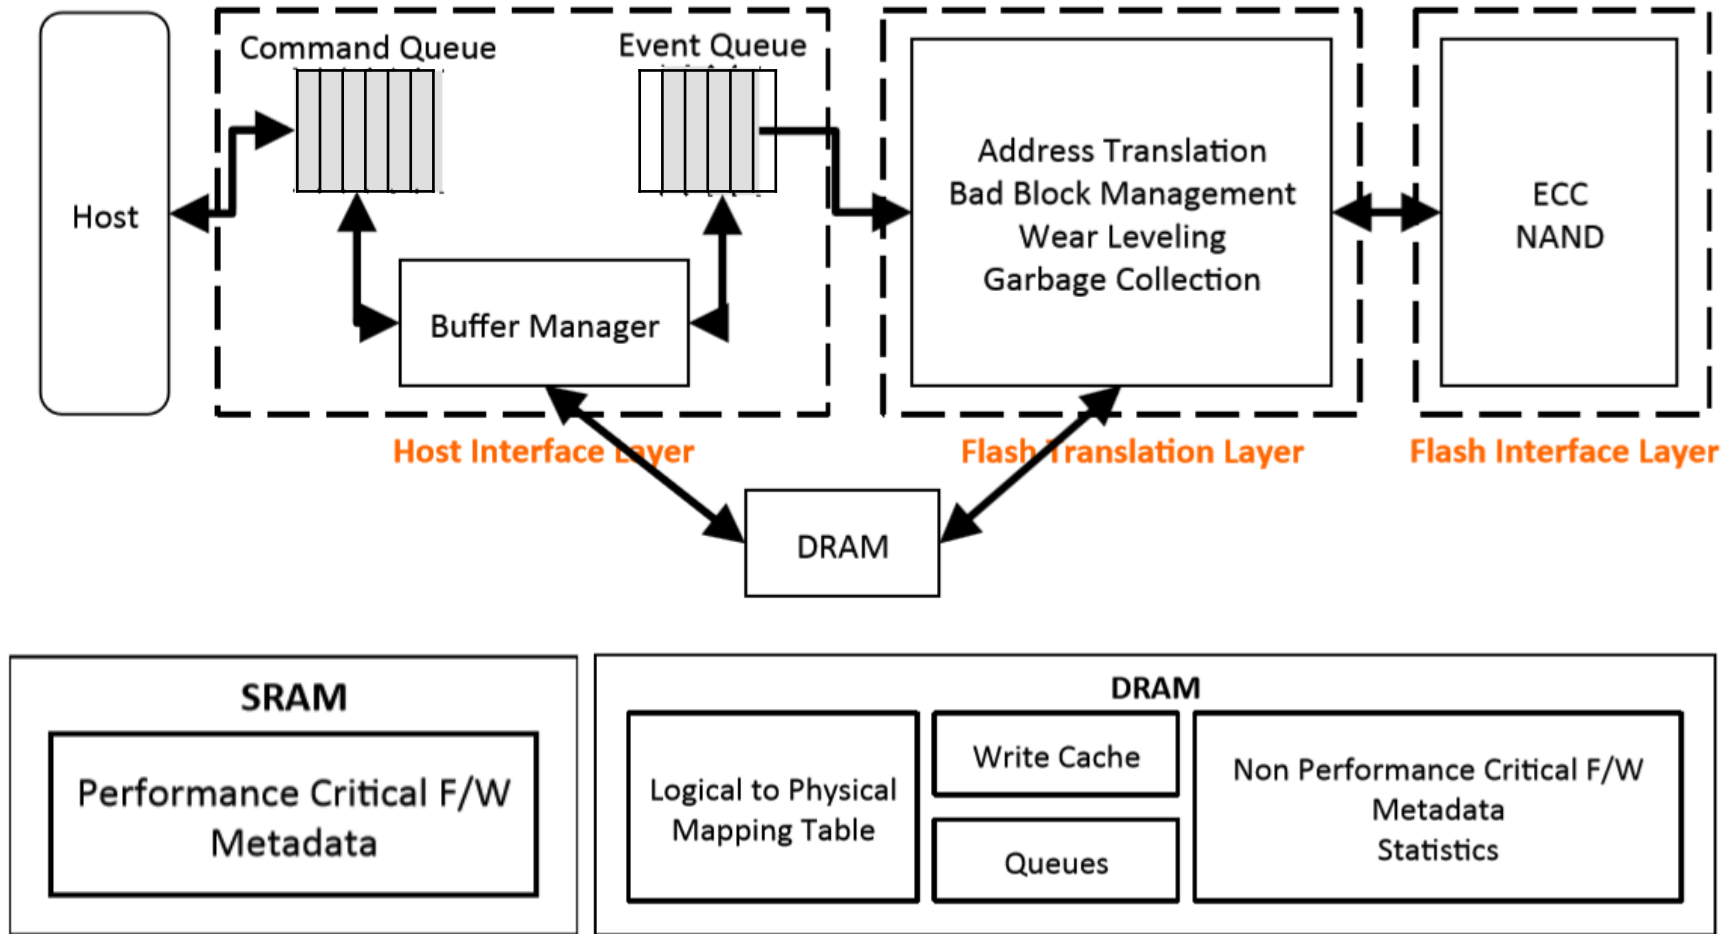 Command Queue
Event Queue
Host
Buffer Manager
Address Translation
Bad Block Management
Wear Leveling
Garbage Collection
ECC
NAND
Host Interface Layer
Flash Translation Layer
Flash Interface Layer
DRAM
SRAM
Performance Critical F/W
Metadata
DRAM
Logical to Physical
Mapping Table
Write Cache
Queues
Non Performance Critical F/W
Metadata
Statistics